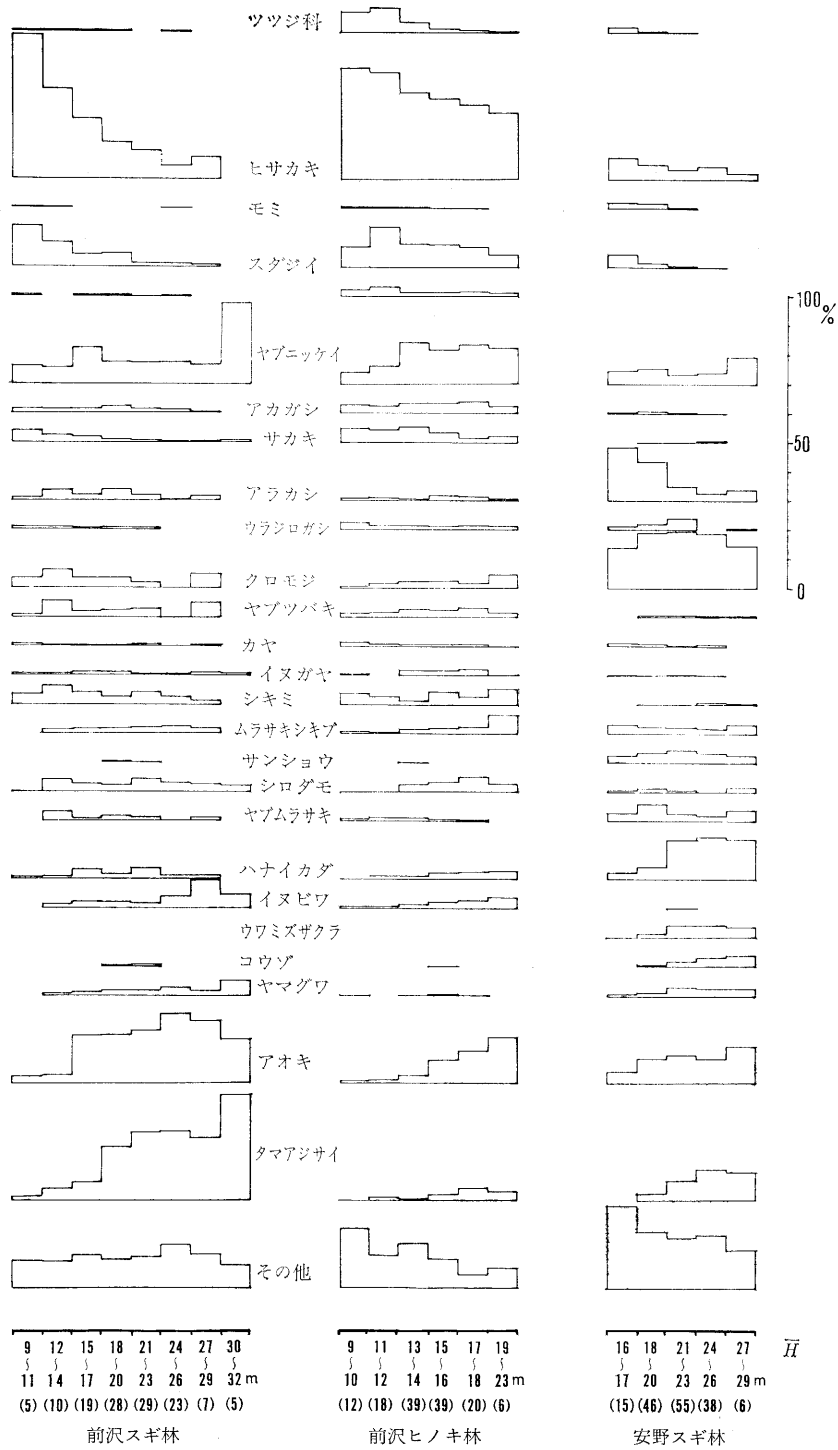 ツツジ科
ヒサカキ
モミ
スダジイ
100%
ヤブニッケイ
アカガシ
サカキ
50
アラカシ
ウラジロガシ
クロモジ
0
ヤブツバキ
カヤ
イヌガヤ
シキミ
ムラサキシキブ
サンショウ
シロダモ
ヤブムラサキ
ハナイカダ
イヌビワ
ウワミズザクラ
コウゾ
ヤマグワ
アオキ
タマアジサイ
その他
9 12 15 18 21 24 27 30 9 11 13 15 17 19 16 18 21 24 27 H̅
~ ~ ~ ~ ~ ~ ~ ~ ~ ~ ~ ~ ~ ~ ~ ~ ~ ~ ~
11 14 17 20 23 26 29 32 m 10 12 14 16 18 23 m 17 20 23 26 29 m
(5) (10) (19) (28) (29) (23) (7) (5) (12) (18) (39) (39) (20) (6) (15) (46) (55) (38) (6)
前沢スギ林 前沢ヒノキ林 安野スギ林